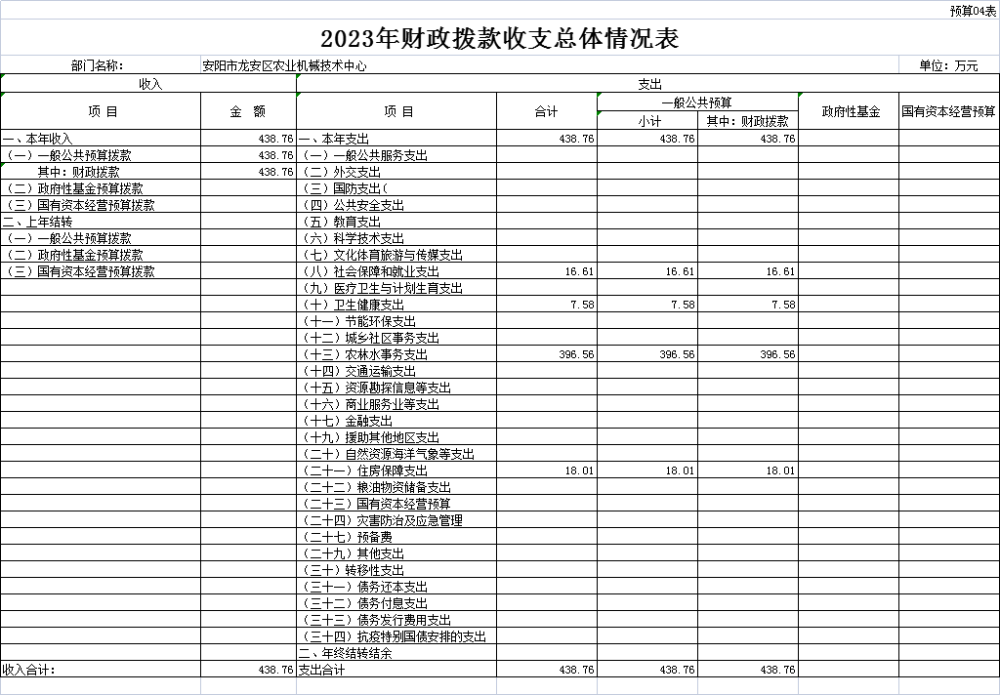 预算04表
2023年财政拨款收支总体情况表
部门名称： 安阳市龙安区农业机械技术中心 单位：万元
收入 支出
项 目 金 额 项 目 合计 一般公共预算 政府性基金 国有资本经营预算
小计 其中：财政拨款
一、本年收入 438.76 一、本年支出 438.76 438.76 438.76
（一）一般公共预算拨款 438.76 （一）一般公共服务支出
其中：财政拨款 438.76 （二）外交支出
（二）政府性基金预算拨款 （三）国防支出(
（三）国有资本经营预算拨款 （四）公共安全支出
二、上年结转 （五）教育支出
（一）一般公共预算拨款 （六）科学技术支出
（二）政府性基金预算拨款 （七）文化体育旅游与传媒支出
（三）国有资本经营预算拨款 （八）社会保障和就业支出 16.61 16.61 16.61
（九）医疗卫生与计划生育支出
（十）卫生健康支出 7.58 7.58 7.58
（十一）节能环保支出
（十二）城乡社区事务支出
（十三）农林水事务支出 396.56 396.56 396.56
（十四）交通运输支出
（十五）资源勘探信息等支出
（十六）商业服务业等支出
（十七）金融支出
（十九）援助其他地区支出
（二十）自然资源海洋气象等支出
（二十一）住房保障支出 18.01 18.01 18.01
（二十二）粮油物资储备支出
（二十三）国有资本经营预算
（二十四）灾害防治及应急管理
（二十七）预备费
（二十九）其他支出
（三十）转移性支出
（三十一）债务还本支出
（三十二）债务付息支出
（三十三）债务发行费用支出
（三十四）抗疫特别国债安排的支出
二、年终结转结余
收入合计： 438.76 支出合计 438.76 438.76 438.76